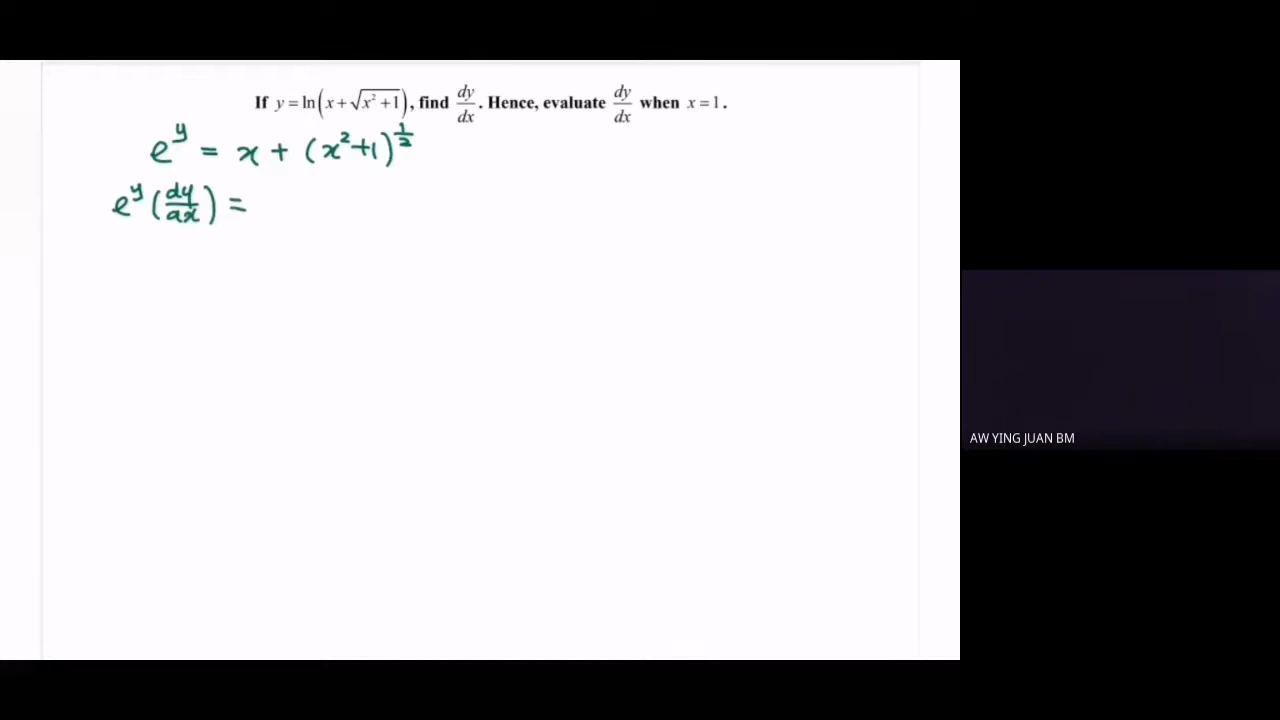 If y = ln(x + √(x² + 1)), find dy/dx. Hence, evaluate dy/dx when x = 1.
e^y = x + (x² + 1)^(1/2)
e^y (dy/dx) =
AW YING JUAN BM